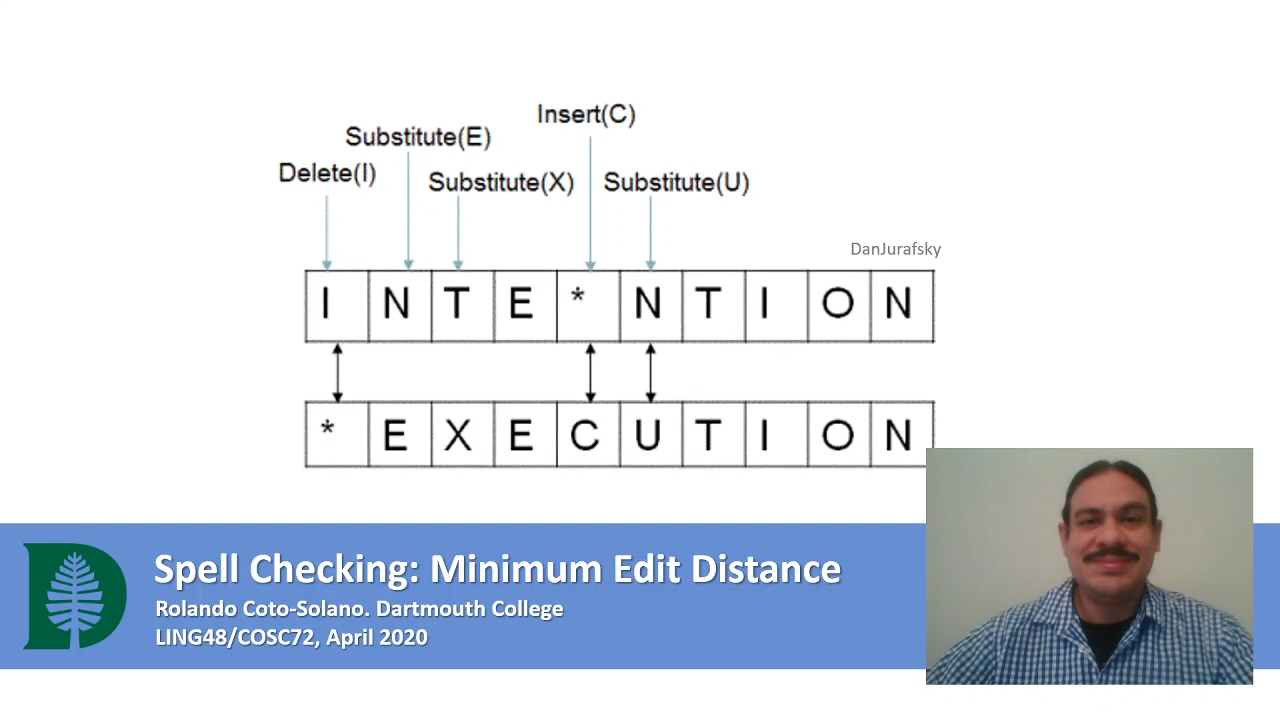 Insert(C)
Substitute(E)
Delete(I) Substitute(X) Substitute(U)
DanJurafsky
I N T E * N T I O N
* E X E C U T I O N
Spell Checking: Minimum Edit Distance
Rolando Coto-Solano. Dartmouth College
LING48/COSC72, April 2020
D